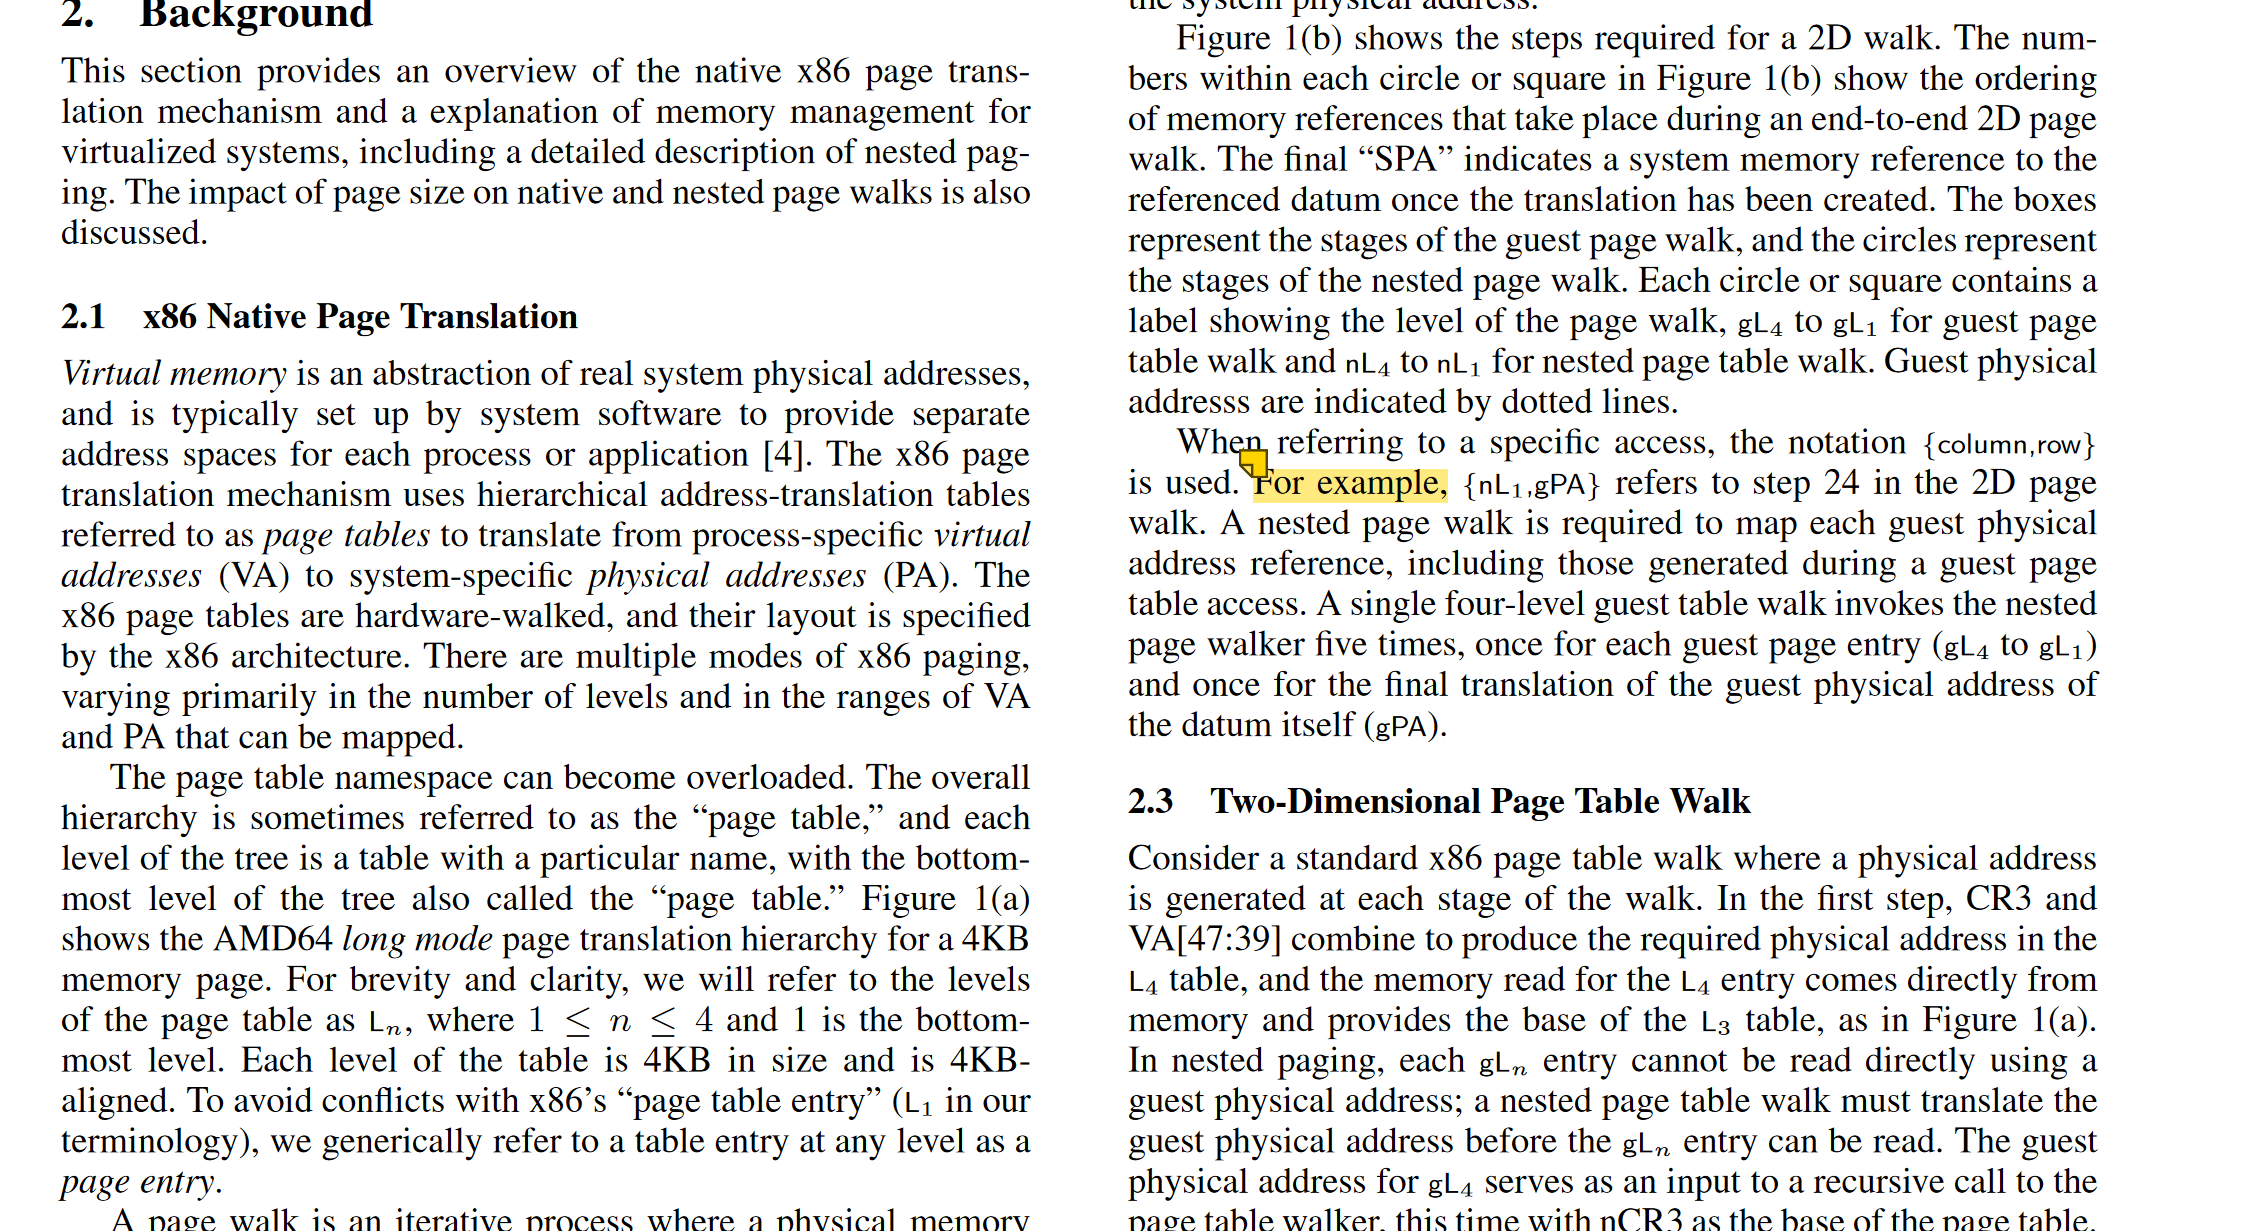 2. Background
This section provides an overview of the native x86 page trans-
lation mechanism and a explanation of memory management for
virtualized systems, including a detailed description of nested pag-
ing. The impact of page size on native and nested page walks is also
discussed.
2.1 x86 Native Page Translation
Virtual memory is an abstraction of real system physical addresses,
and is typically set up by system software to provide separate
address spaces for each process or application [4]. The x86 page
translation mechanism uses hierarchical address-translation tables
referred to as page tables to translate from process-specific virtual
addresses (VA) to system-specific physical addresses (PA). The
x86 page tables are hardware-walked, and their layout is specified
by the x86 architecture. There are multiple modes of x86 paging,
varying primarily in the number of levels and in the ranges of VA
and PA that can be mapped.
The page table namespace can become overloaded. The overall
hierarchy is sometimes referred to as the “page table,” and each
level of the tree is a table with a particular name, with the bottom-
most level of the tree also called the “page table.” Figure 1(a)
shows the AMD64 long mode page translation hierarchy for a 4KB
memory page. For brevity and clarity, we will refer to the levels
of the page table as Lₙ, where 1 ≤ n ≤ 4 and 1 is the bottom-
most level. Each level of the table is 4KB in size and is 4KB-
aligned. To avoid conflicts with x86’s “page table entry” (L₁ in our
terminology), we generically refer to a table entry at any level as a
page entry.
A page walk is an iterative process where a physical memory
the system physical address.
Figure 1(b) shows the steps required for a 2D walk. The num-
bers within each circle or square in Figure 1(b) show the ordering
of memory references that take place during an end-to-end 2D page
walk. The final “SPA” indicates a system memory reference to the
referenced datum once the translation has been created. The boxes
represent the stages of the guest page walk, and the circles represent
the stages of the nested page walk. Each circle or square contains a
label showing the level of the page walk, gL₄ to gL₁ for guest page
table walk and nL₄ to nL₁ for nested page table walk. Guest physical
addresss are indicated by dotted lines.
When referring to a specific access, the notation {column,row}
is used. For example, {nL₁,gPA} refers to step 24 in the 2D page
walk. A nested page walk is required to map each guest physical
address reference, including those generated during a guest page
table access. A single four-level guest table walk invokes the nested
page walker five times, once for each guest page entry (gL₄ to gL₁)
and once for the final translation of the guest physical address of
the datum itself (gPA).
2.3 Two-Dimensional Page Table Walk
Consider a standard x86 page table walk where a physical address
is generated at each stage of the walk. In the first step, CR3 and
VA[47:39] combine to produce the required physical address in the
L₄ table, and the memory read for the L₄ entry comes directly from
memory and provides the base of the L₃ table, as in Figure 1(a).
In nested paging, each gLₙ entry cannot be read directly using a
guest physical address; a nested page table walk must translate the
guest physical address before the gLₙ entry can be read. The guest
physical address for gL₄ serves as an input to a recursive call to the
page table walker, this time with nCR3 as the base of the page table.